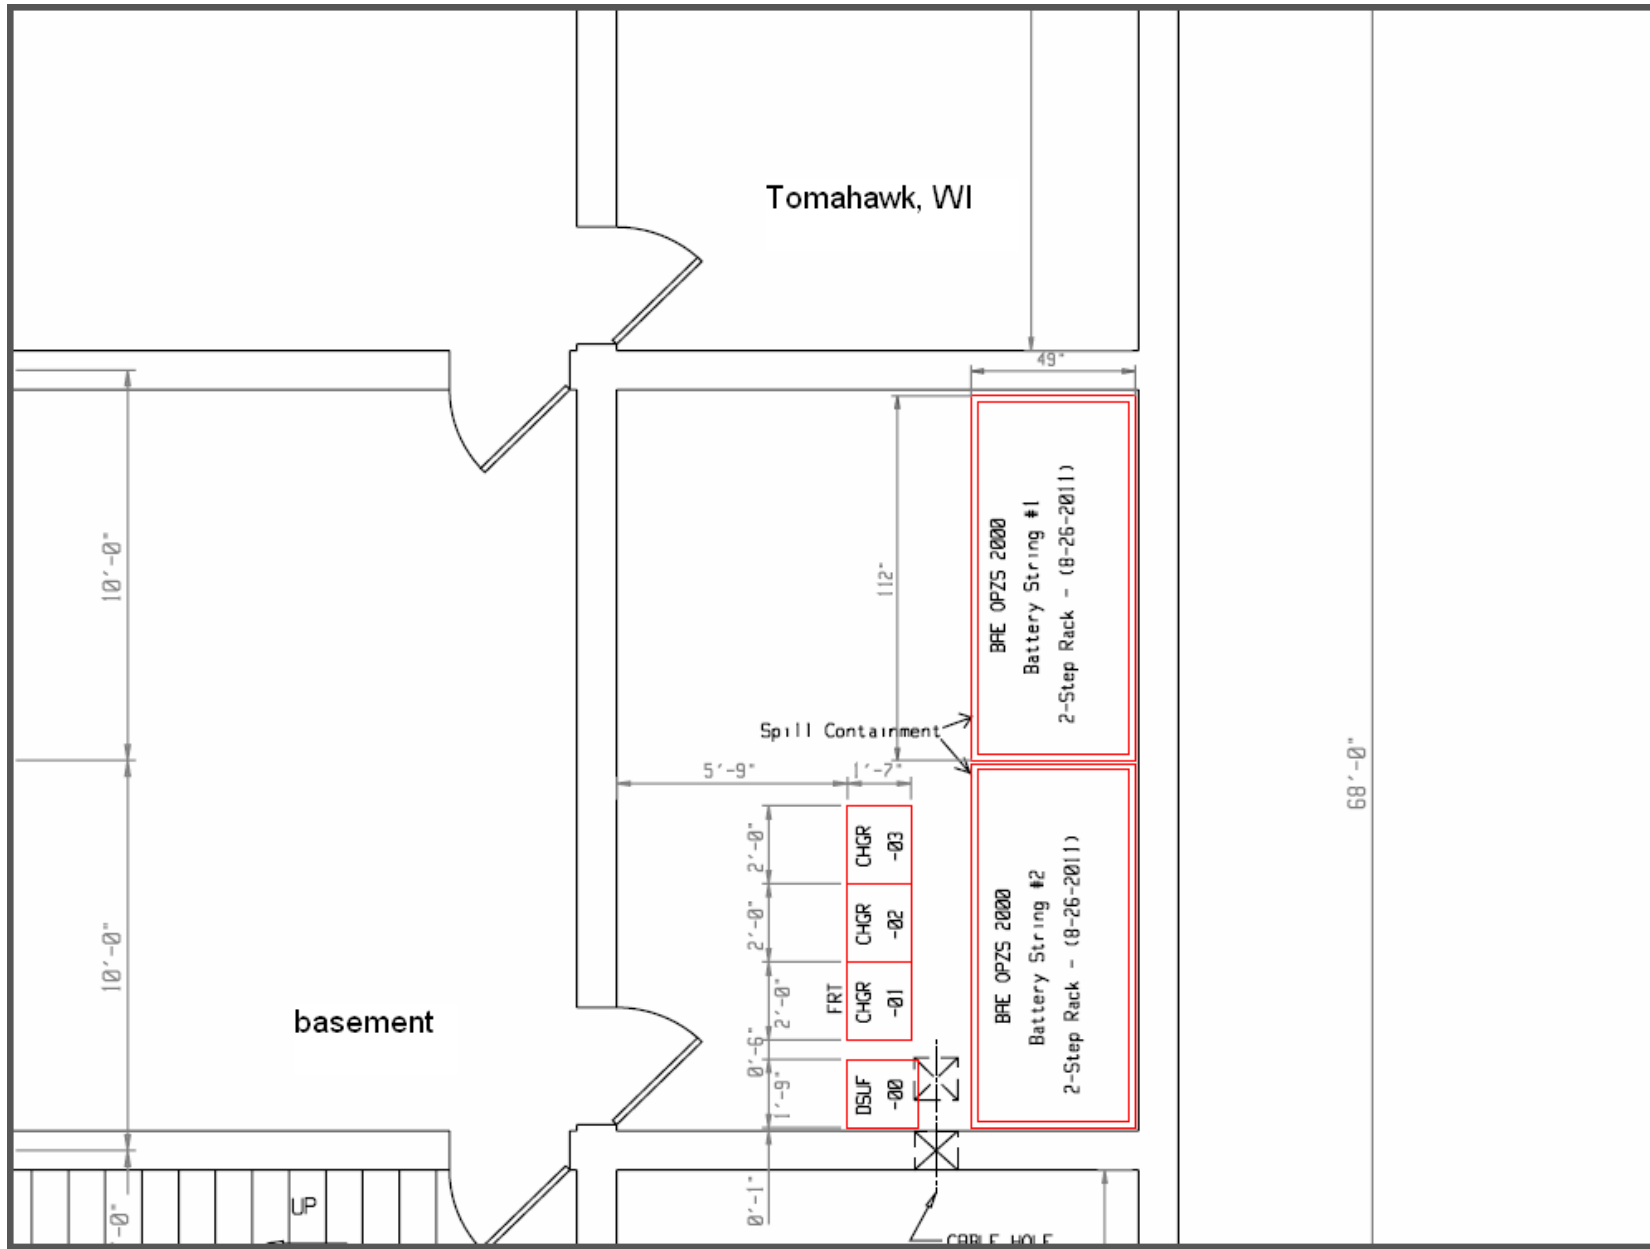 Tomahawk, WI
49"
10'-0"
112"
BAE OPZS 2000
Battery String #1
2-Step Rack - (8-26-2011)
Spill Containment
5'-9"
1'-7"
68'-0"
2'-0"
CHGR
-03
2'-0"
CHGR
-02
10'-0"
2'-0"
FRT
CHGR
-01
BAE OPZS 2000
Battery String #2
2-Step Rack - (8-26-2011)
basement
0'-6"
1'-9"
DSUF
-00
UP
'-0"
0'-1"
CABLE HOLE